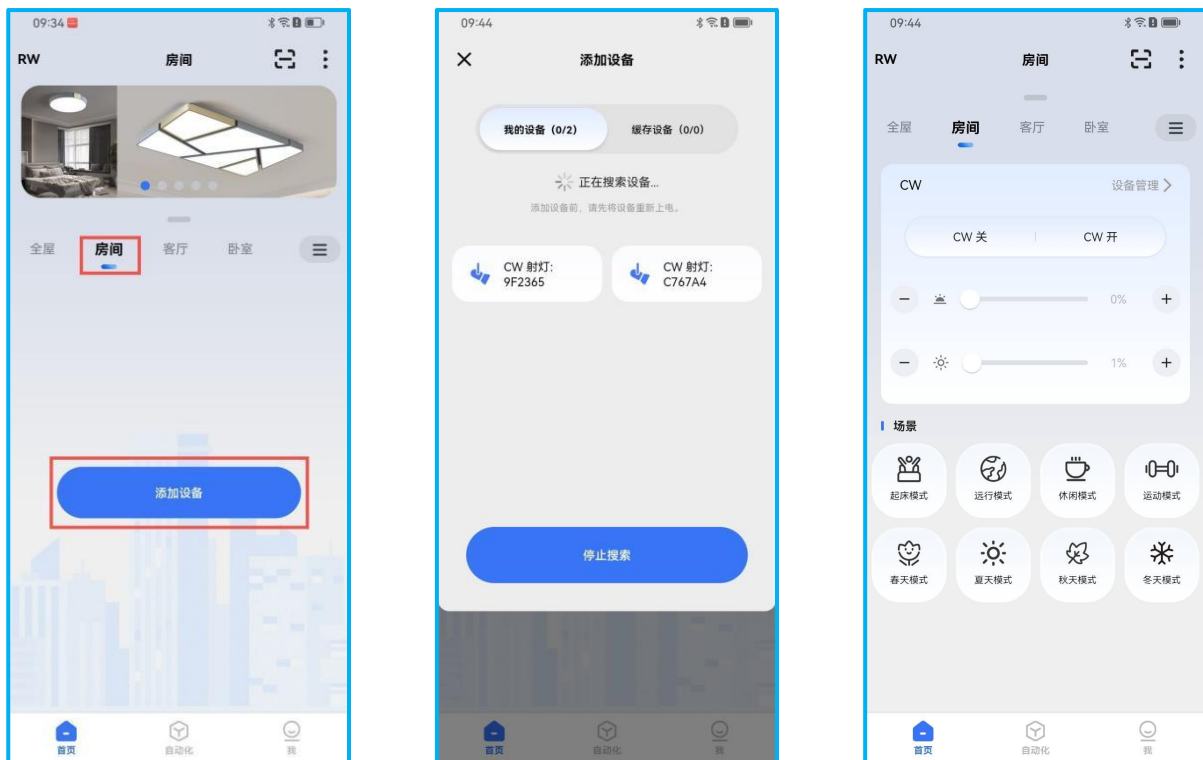 09:34
RW 房间
全屋 房间 客厅 卧室
添加设备
首页 自动化 我
09:44
添加设备
我的设备（0/2） 缓存设备（0/0）
正在搜索设备...
添加设备前，请先将设备重新上电。
CW 射灯:
9F2365
CW 射灯:
C767A4
停止搜索
首页 自动化 我
09:44
RW 房间
全屋 房间 客厅 卧室
CW 设备管理
CW 关 CW 开
0%
1%
场景
起床模式 远行模式 休闲模式 运动模式
春天模式 夏天模式 秋天模式 冬天模式
首页 自动化 我